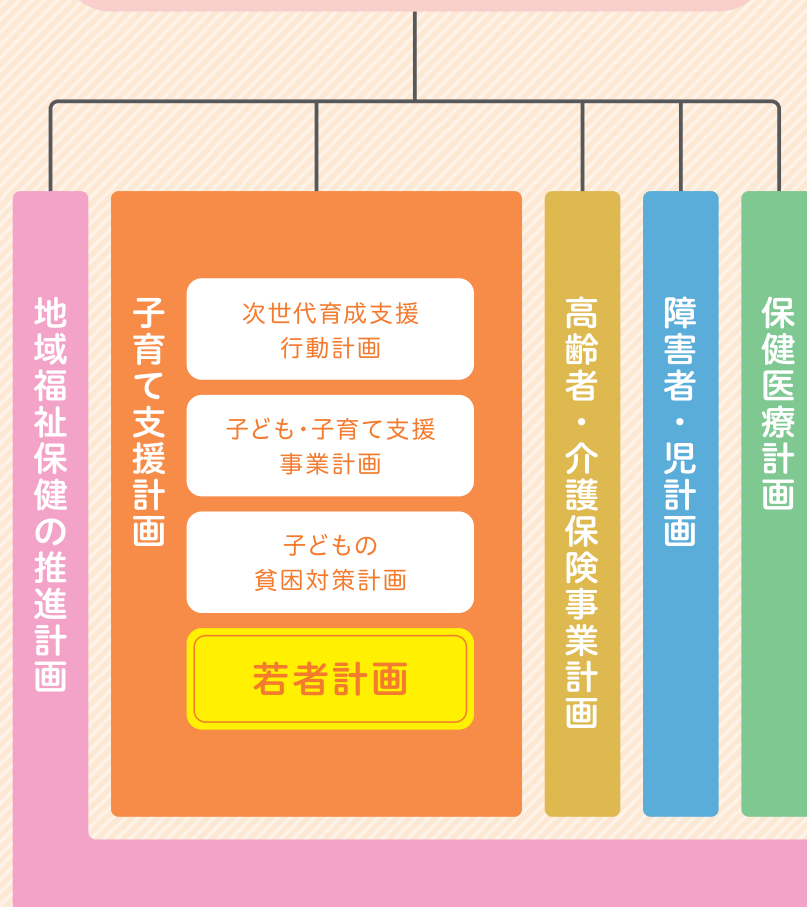 地域福祉保健の推進計画
子育て支援計画
次世代育成支援
行動計画
子ども・子育て支援
事業計画
子どもの
貧困対策計画
若者計画
高齢者・介護保険事業計画
障害者・児計画
保健医療計画